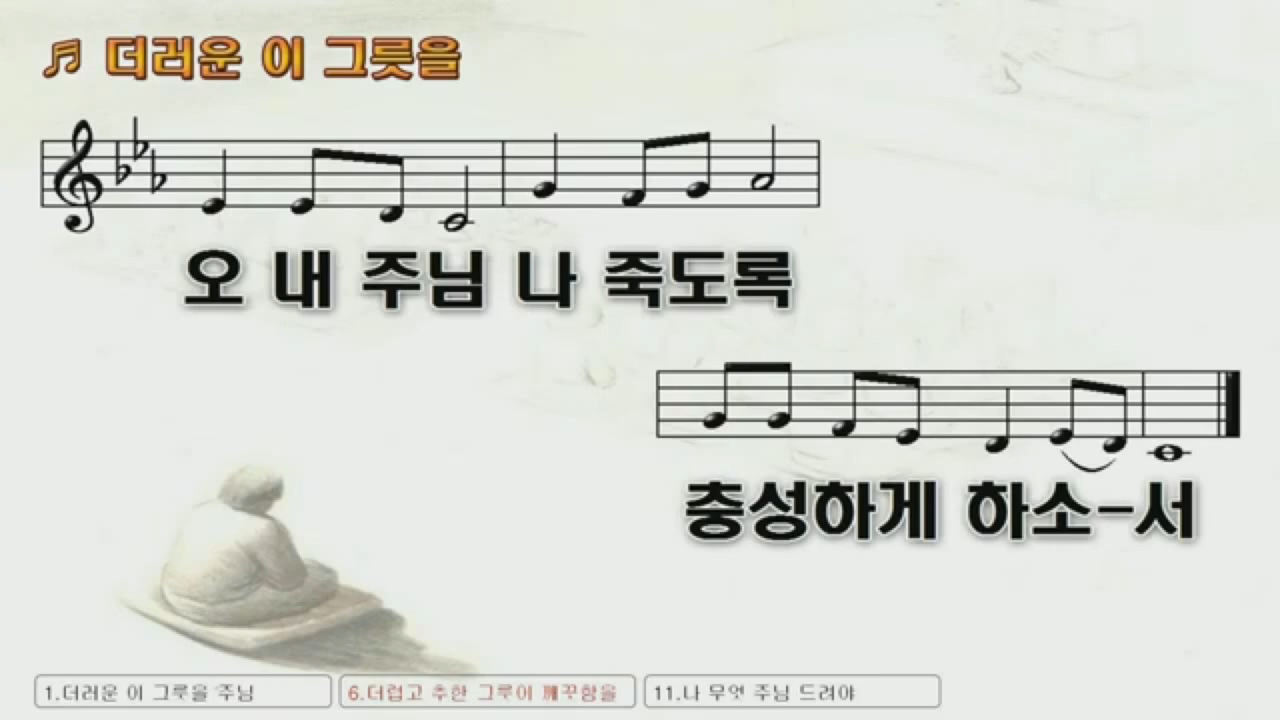 ♬ 더러운 이 그릇을
오 내 주님 나 죽도록
충성하게 하소-서
1.더러운 이 그릇을 주님
6.더럽고 추한 그릇이 깨끗함을
11.나 무엇 주님 드려야